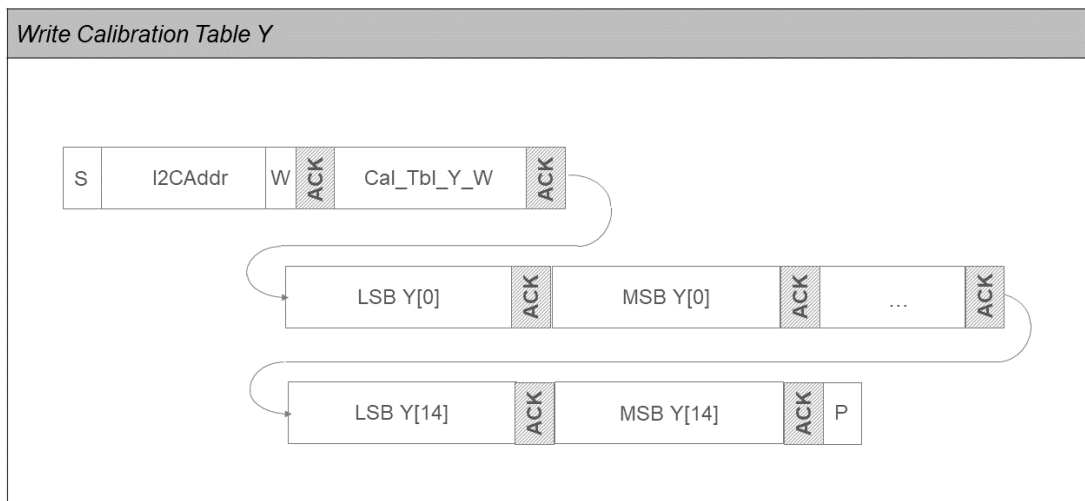 Write Calibration Table Y
S I2CAddr W ACK Cal_Tbl_Y_W ACK
LSB Y[0] ACK MSB Y[0] ACK ... ACK
LSB Y[14] ACK MSB Y[14] ACK P